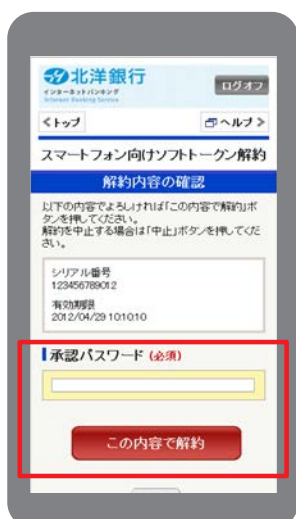 北洋銀行
インターネットバンキング
Internet Banking Service
ログオフ
<トップ
ヘルプ >
スマートフォン向けソフトトークン解約
解約内容の確認
以下の内容でよろしければ「この内容で解約」ボ
タンを押してください。
解約を中止する場合は「中止」ボタンを押してくだ
さい。
シリアル番号
123456789012
有効期限
2012/04/29 10:10:10
承認パスワード (必須)
この内容で解約